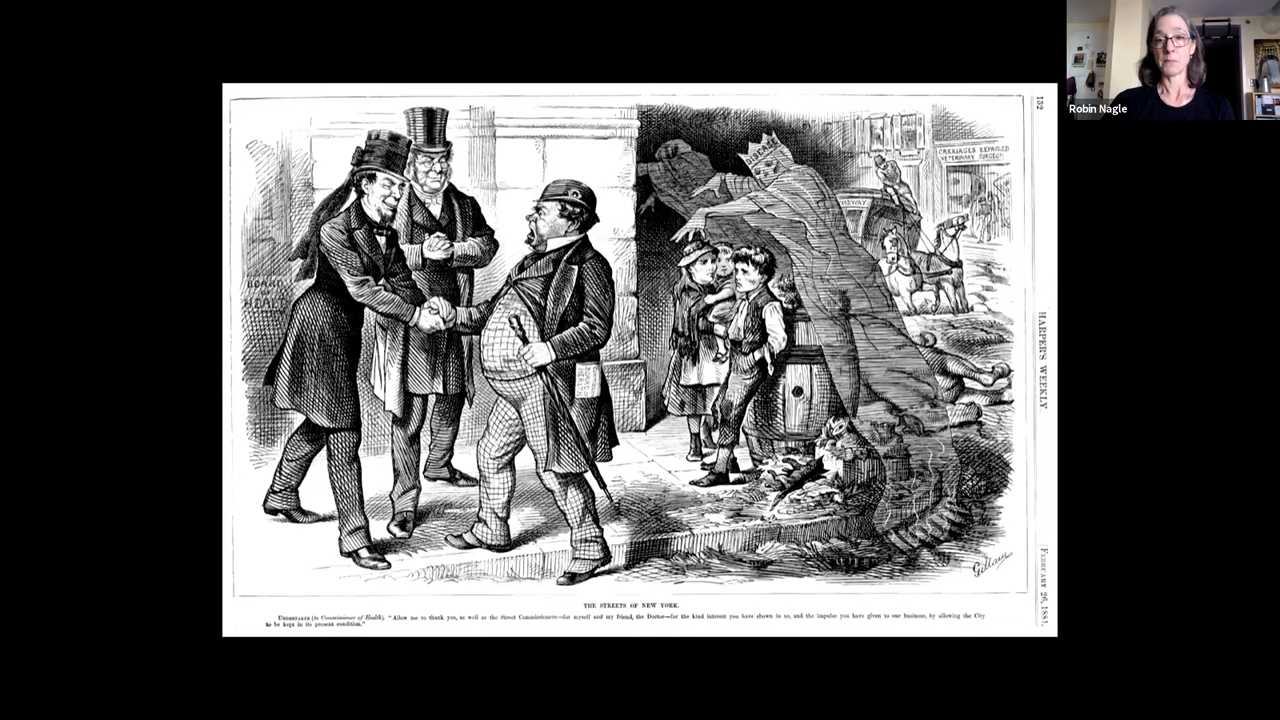 Robin Nagle
132
CARRIAGES REPAIRED
VETERINARY SURGEON
DISEASE
BOARD
OF
HEALTH
HARPER'S WEEKLY.
[FEBRUARY 26, 1881.
Gillam
THE STREETS OF NEW YORK.
UNDERTAKER (to Commissioner of Health). "Allow me to thank you, as well as the Street Commissioners—for myself and my friend, the Doctor—for the kind interest you have shown in us, and the impulse you have given to our business, by allowing the City
to be kept in its present condition."